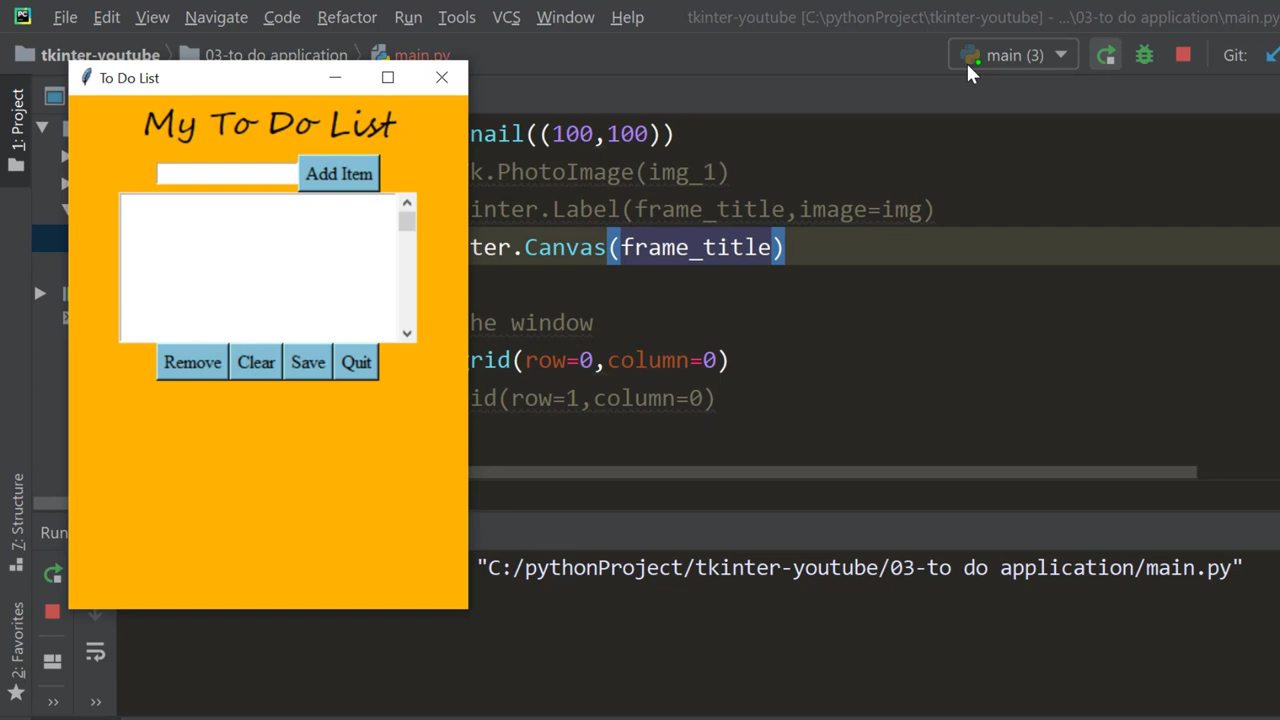 PC
File Edit View Navigate Code Refactor Run Tools VCS Window Help tkinter-youtube [C:\pythonProject\tkinter-youtube] - ...\03-to do application\main.py
tkinter-youtube 03-to do application main.py main (3) Git:
To Do List
My To Do List
Add Item
Remove Clear Save Quit
1: Project
7: Structure
2: Favorites
nail((100,100))
k.PhotoImage(img_1)
inter.Label(frame_title,image=img)
ter.Canvas(frame_title)
he window
rid(row=0,column=0)
id(row=1,column=0)
Run
"C:/pythonProject/tkinter-youtube/03-to do application/main.py"
>> >>